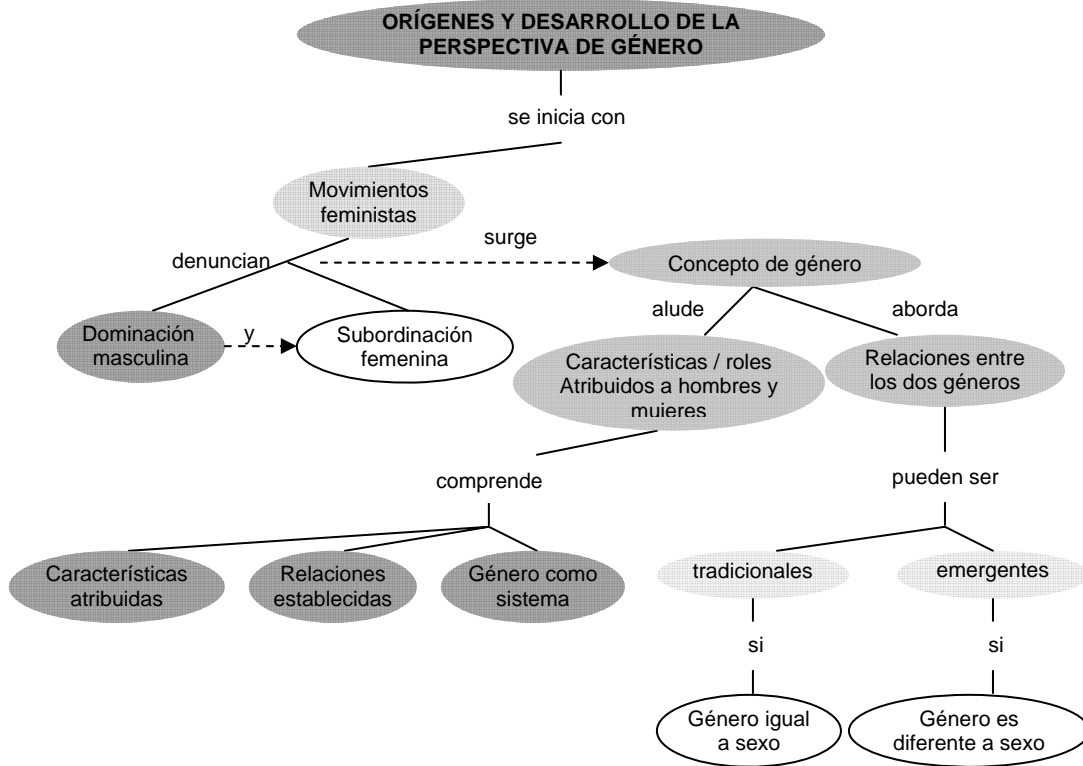 ORÍGENES Y DESARROLLO DE LA
PERSPECTIVA DE GÉNERO
se inicia con
Movimientos
feministas
denuncian
surge
Concepto de género
Dominación
masculina
y
Subordinación
femenina
alude
aborda
Características / roles
Atribuidos a hombres y
mujeres
Relaciones entre
los dos géneros
comprende
pueden ser
Características
atribuidas
Relaciones
establecidas
Género como
sistema
tradicionales
emergentes
si
si
Género igual
a sexo
Género es
diferente a sexo